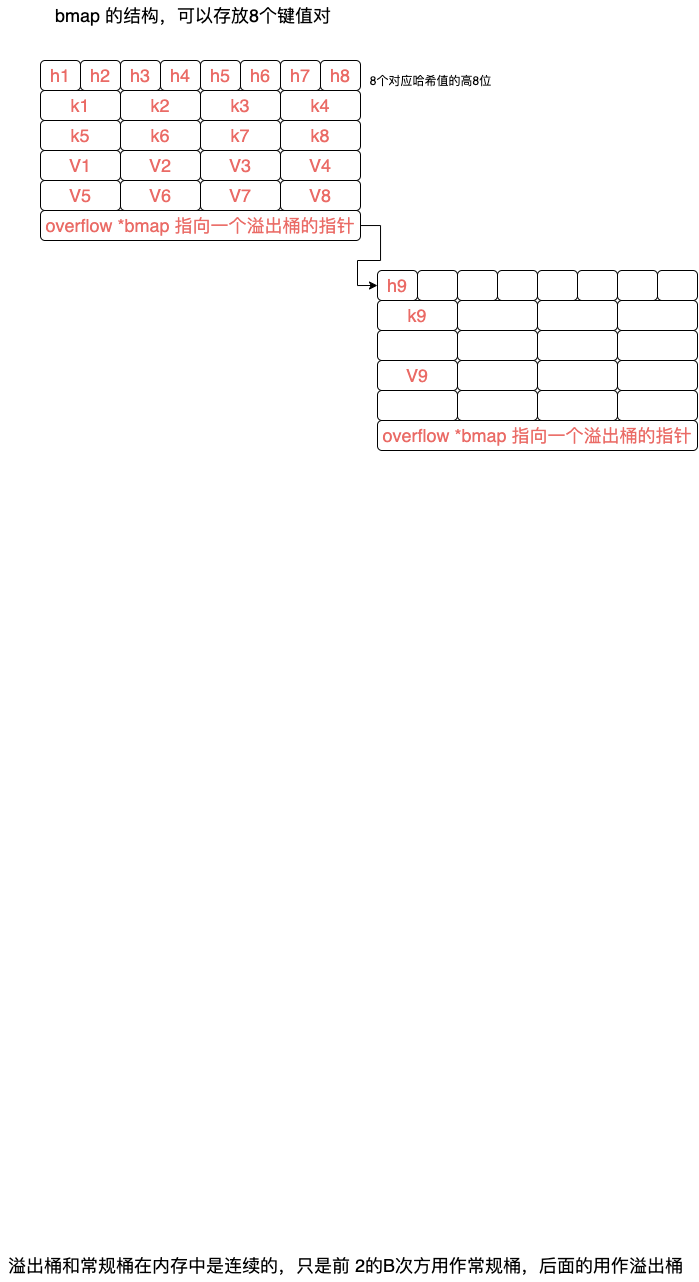 bmap 的结构，可以存放8个键值对
h1 h2 h3 h4 h5 h6 h7 h8
8个对应哈希值的高8位
k1 k2 k3 k4
k5 k6 k7 k8
V1 V2 V3 V4
V5 V6 V7 V8
overflow *bmap 指向一个溢出桶的指针
h9
k9
V9
overflow *bmap 指向一个溢出桶的指针
溢出桶和常规桶在内存中是连续的，只是前 2的B次方用作常规桶，后面的用作溢出桶